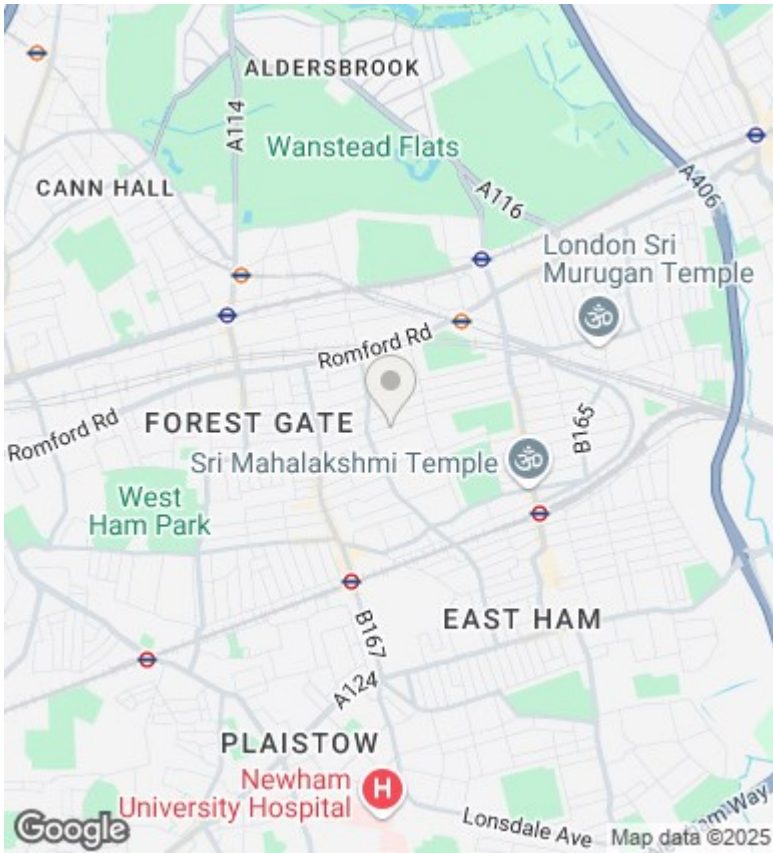 ALDERSBROOK
A114
Wanstead Flats
CANN HALL
A116
A406
London Sri
Murugan Temple
Romford Rd
FOREST GATE
Romford Rd
B165
Sri Mahalakshmi Temple
West
Ham Park
EAST HAM
B167
A124
PLAISTOW
Newham
University Hospital
H
Lonsdale Ave
Google
Map data ©2025